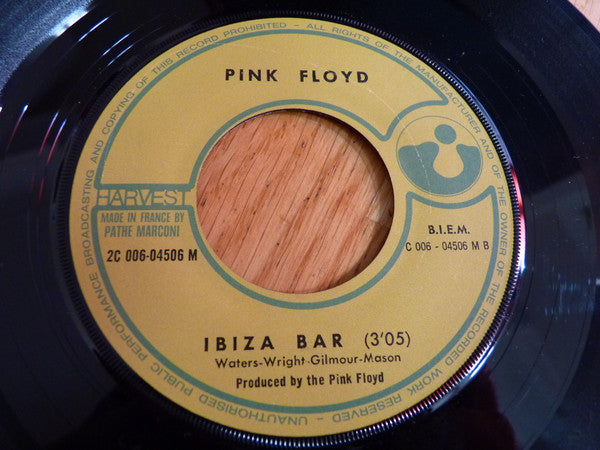 PINK FLOYD
HARVEST
MADE IN FRANCE BY
PATHE MARCONI
2C 006-04506 M
B.I.E.M.
C 006 - 04506 M B
IBIZA BAR (3'05)
Waters-Wright-Gilmour-Mason
Produced by the Pink Floyd
ALL RIGHTS OF THE MANUFACTURER AND OF THE OWNER OF THE RECORDED WORK RESERVED - UNAUTHORISED PUBLIC PERFORMANCE BROADCASTING AND COPYING OF THIS RECORD PROHIBITED -